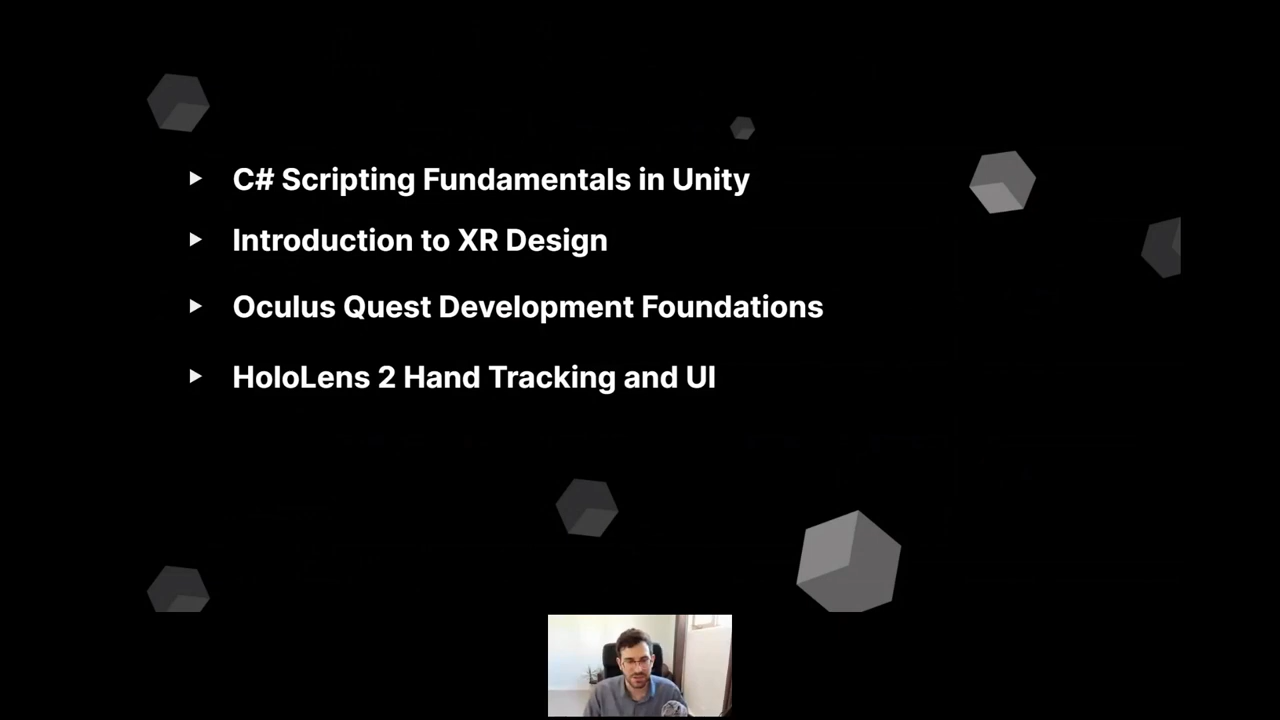 C# Scripting Fundamentals in Unity
Introduction to XR Design
Oculus Quest Development Foundations
HoloLens 2 Hand Tracking and UI